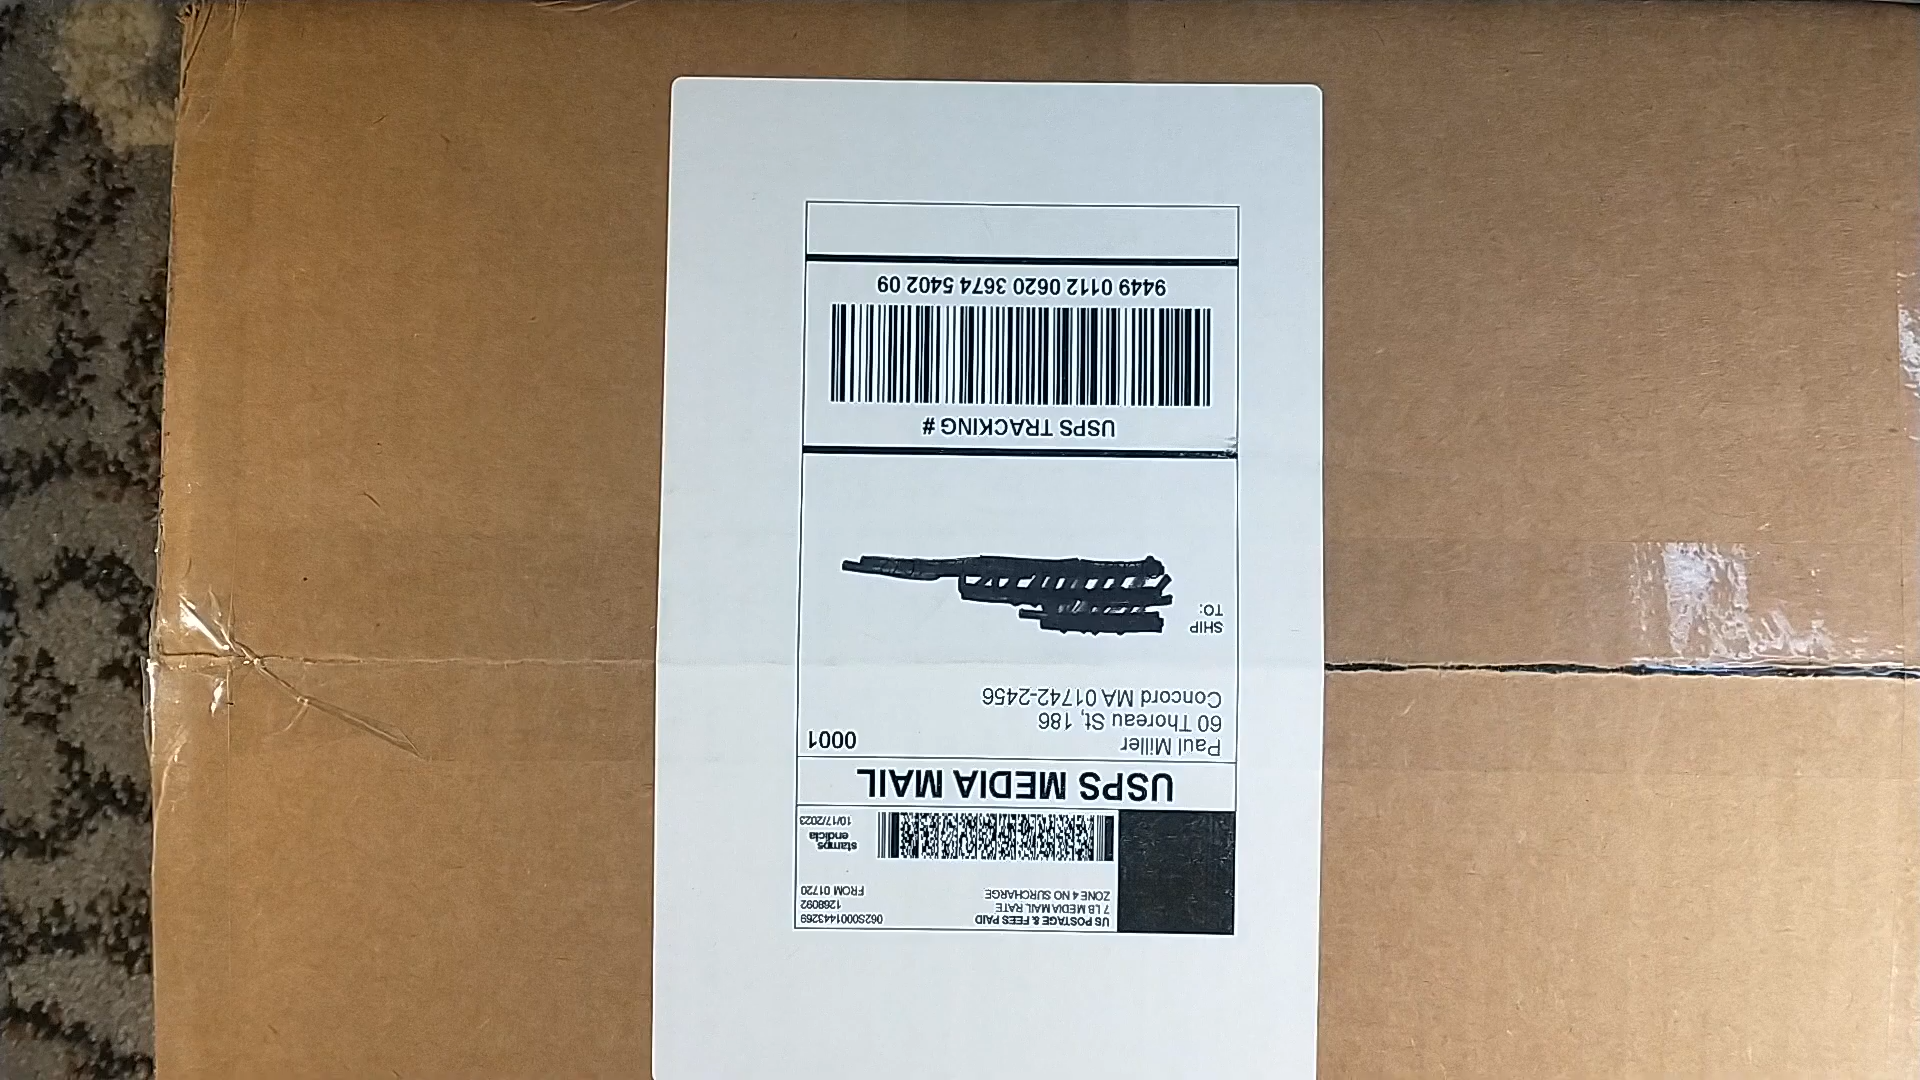 US POSTAGE & FEES PAID
7 LB MEDIA MAIL RATE
ZONE 4 NO SURCHARGE
062S0001443269
1268092
FROM 01720
stamps
endicia
10/17/2023
USPS MEDIA MAIL
Paul Miller
60 Thoreau St, 186
Concord MA 01742-2456
0001
SHIP
TO:
USPS TRACKING #
9449 0112 0620 3674 5402 09